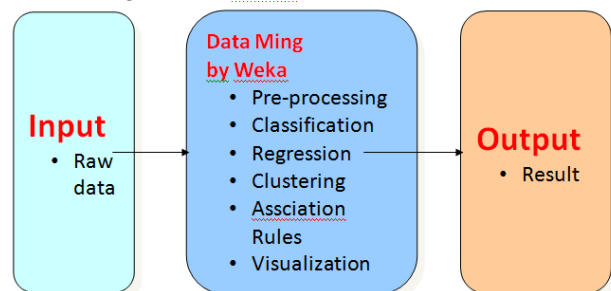 Input
• Raw
data
Data Ming
by Weka
• Pre-processing
• Classification
• Regression
• Clustering
• Assciation
Rules
• Visualization
Output
• Result